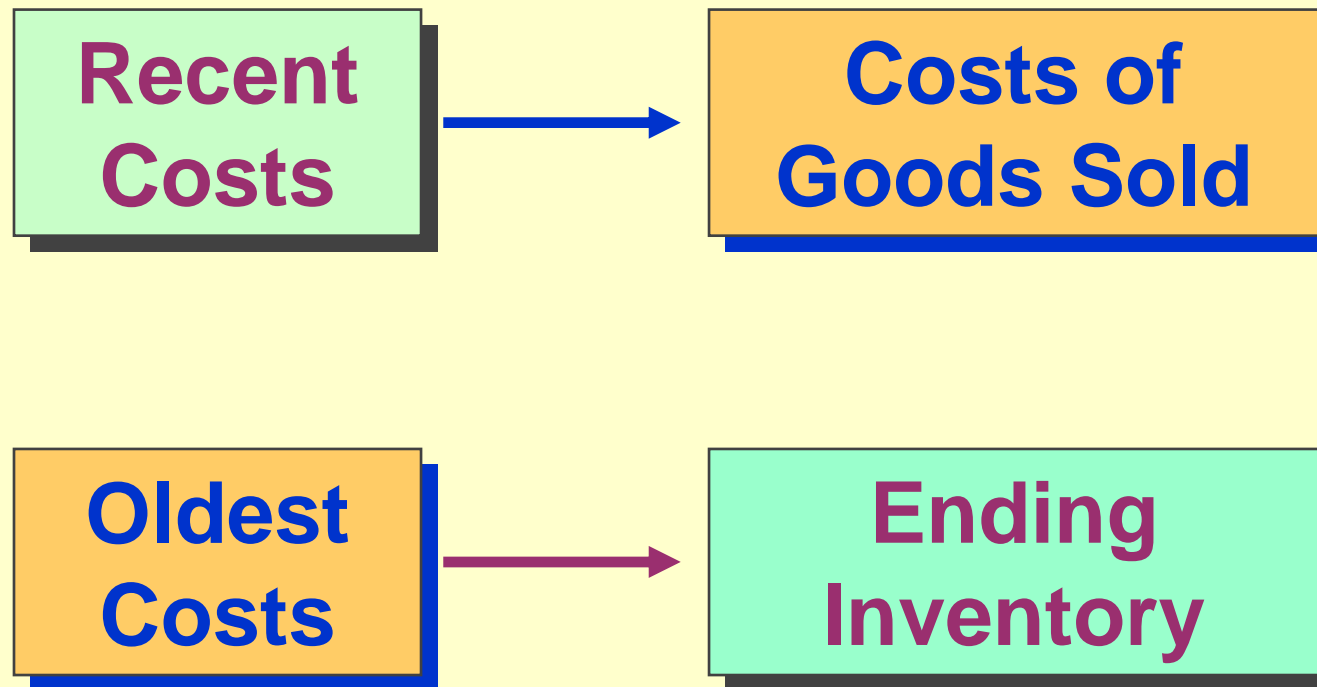 Recent
Costs
Costs of
Goods Sold
Oldest
Costs
Ending
Inventory